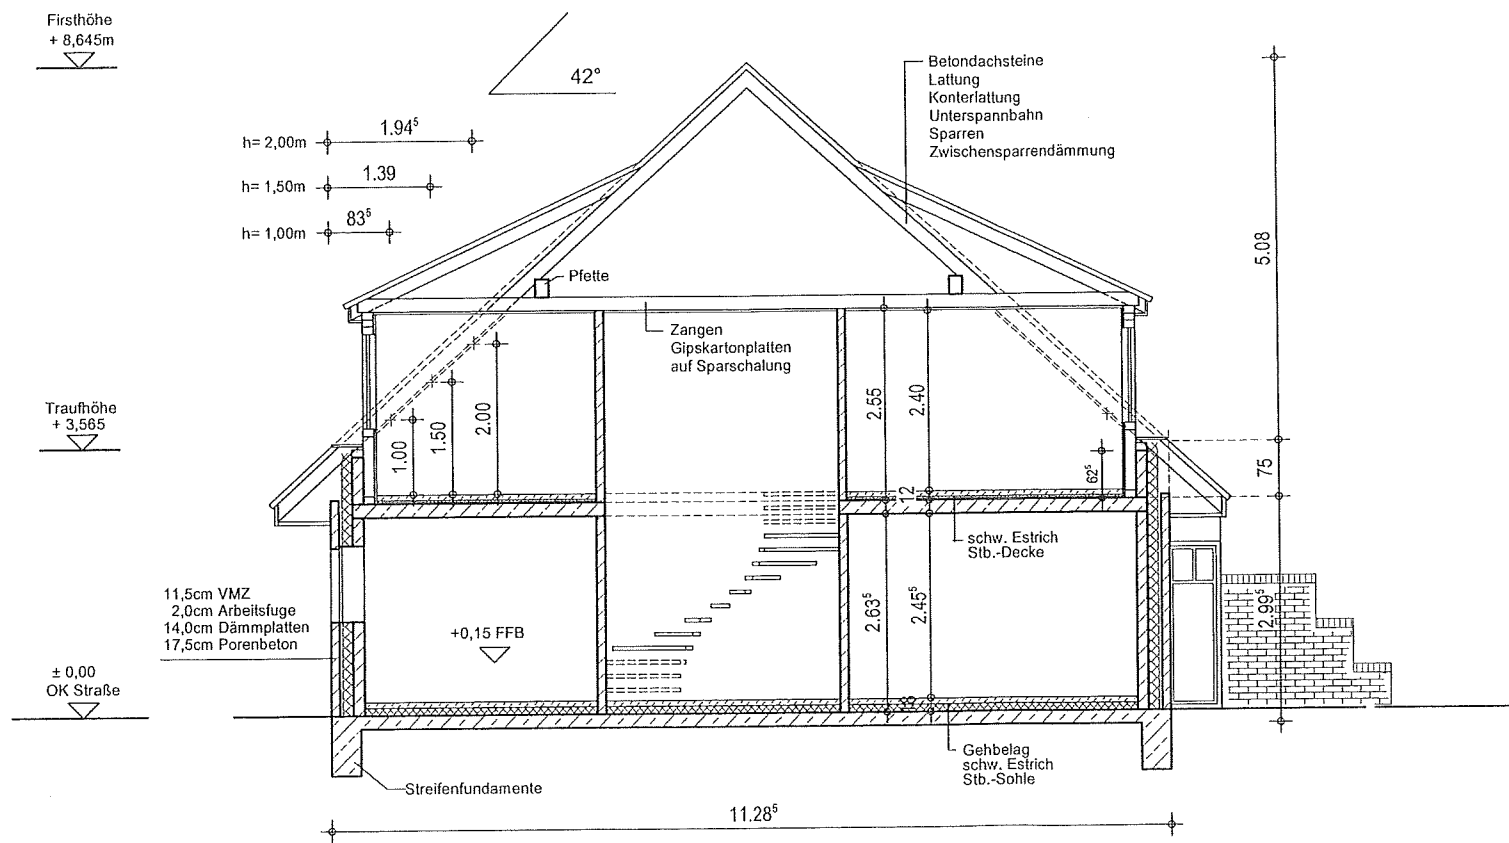 Firsthöhe
+ 8,645m
42°
Betondachsteine
Lattung
Konterlattung
Unterspannbahn
Sparren
Zwischensparrendämmung
h= 2,00m
1.94⁵
h= 1,50m
1.39
h= 1,00m
83⁵
5.08
Pfette
Zangen
Gipskartonplatten
auf Sparschalung
Traufhöhe
+ 3,565
1.00
1.50
2.00
2.55
2.40
62⁵
75
12
schw. Estrich
Stb.-Decke
11,5cm VMZ
2,0cm Arbeitsfuge
14,0cm Dämmplatten
17,5cm Porenbeton
+0,15 FFB
2.63⁵
2.45⁵
2.99⁵
± 0,00
OK Straße
Gehbelag
schw. Estrich
Stb.-Sohle
Streifenfundamente
11.28⁵